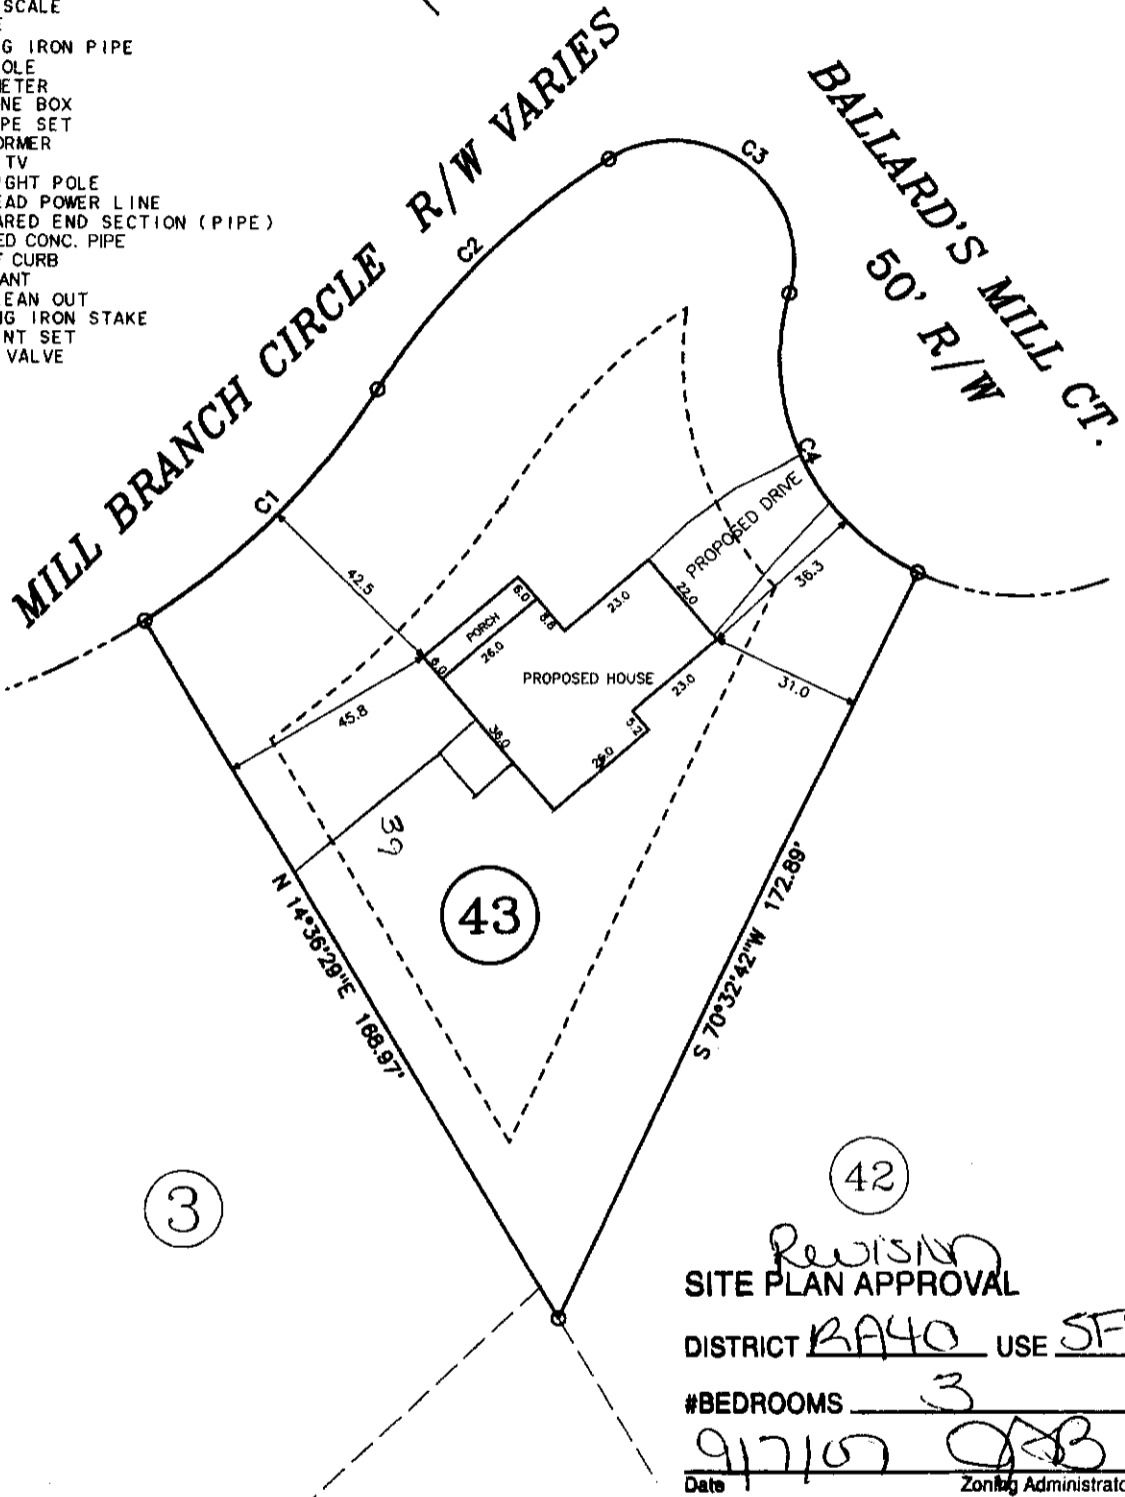 SCALE
G IRON PIPE
OLE
ETER
NE BOX
PE SET
ORMER
TV
GHT POLE
EAD POWER LINE
ARED END SECTION (PIPE)
ED CONC. PIPE
F CURB
ANT
EAN OUT
NG IRON STAKE
NT SET
VALVE
MILL BRANCH CIRCLE R/W VARIES
BALLARD'S MILL CT.
50' R/W
C1
C2
C3
C4
PROPOSED DRIVE
42.5
36.3
22.0
23.0
6.0
8.8
PORCH
26.0
6.0
PROPOSED HOUSE
23.0
31.0
45.8
38.0
5.2
26.0
39
43
N 14°36'29"E 168.97'
S 70°32'42"W 172.89'
3
42
Revision
SITE PLAN APPROVAL
DISTRICT RA40 USE SF
#BEDROOMS 3
9/7/07
Date Zoning Administrato